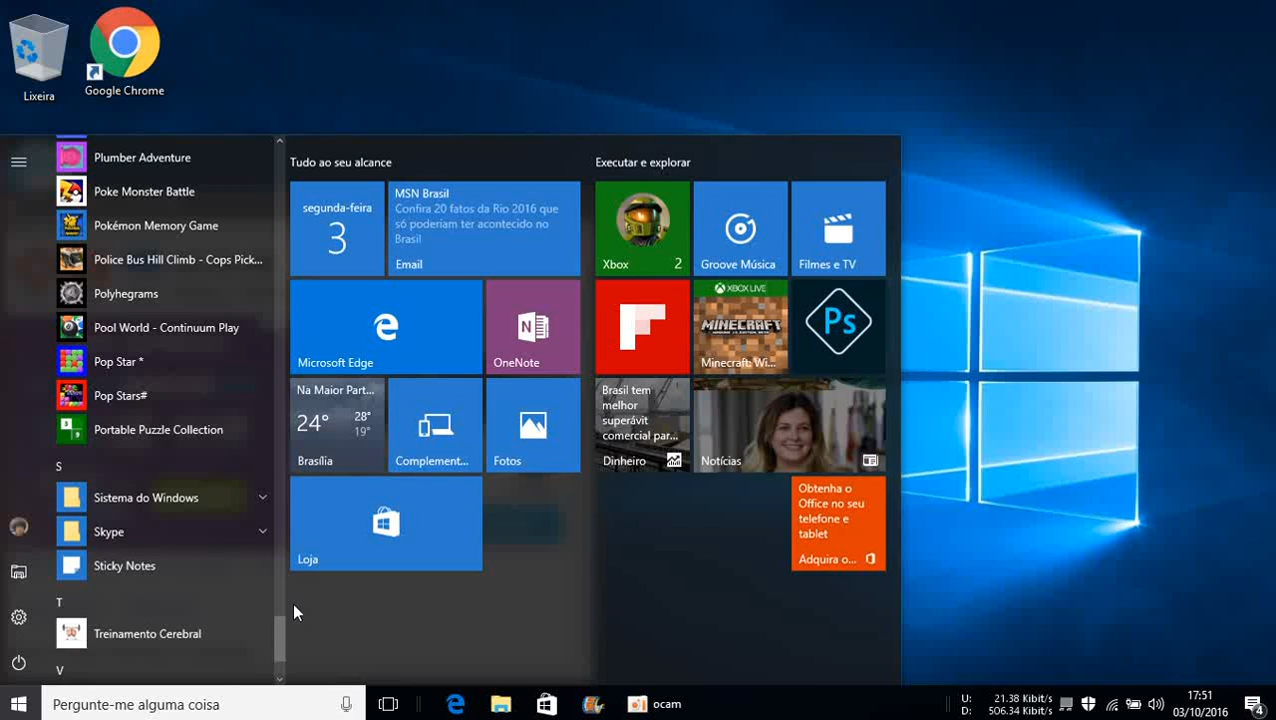 Lixeira
Google Chrome
Plumber Adventure
Poke Monster Battle
Pokémon Memory Game
Police Bus Hill Climb - Cops Pick...
Polyhegrams
Pool World - Continuum Play
Pop Star *
Pop Stars#
Portable Puzzle Collection
S
Sistema do Windows
Skype
Sticky Notes
T
Treinamento Cerebral
V
Tudo ao seu alcance
segunda-feira
3
MSN Brasil
Confira 20 fatos da Rio 2016 que
só poderiam ter acontecido no
Brasil
Email
Microsoft Edge
N
OneNote
Na Maior Part...
24° 28°
19°
Brasília
Complement...
Fotos
Loja
Executar e explorar
Xbox 2
Groove Música
Filmes e TV
XBOX LIVE
MINECRAFT
Minecraft: Wi...
Ps
Brasil tem
melhor
superávit
comercial par...
Dinheiro
Notícias
Obtenha o
Office no seu
telefone e
tablet
Adquira o...
Pergunte-me alguma coisa
ocam
U: 21.38 Kibit/s
D: 506.34 Kibit/s
17:51
03/10/2016
4